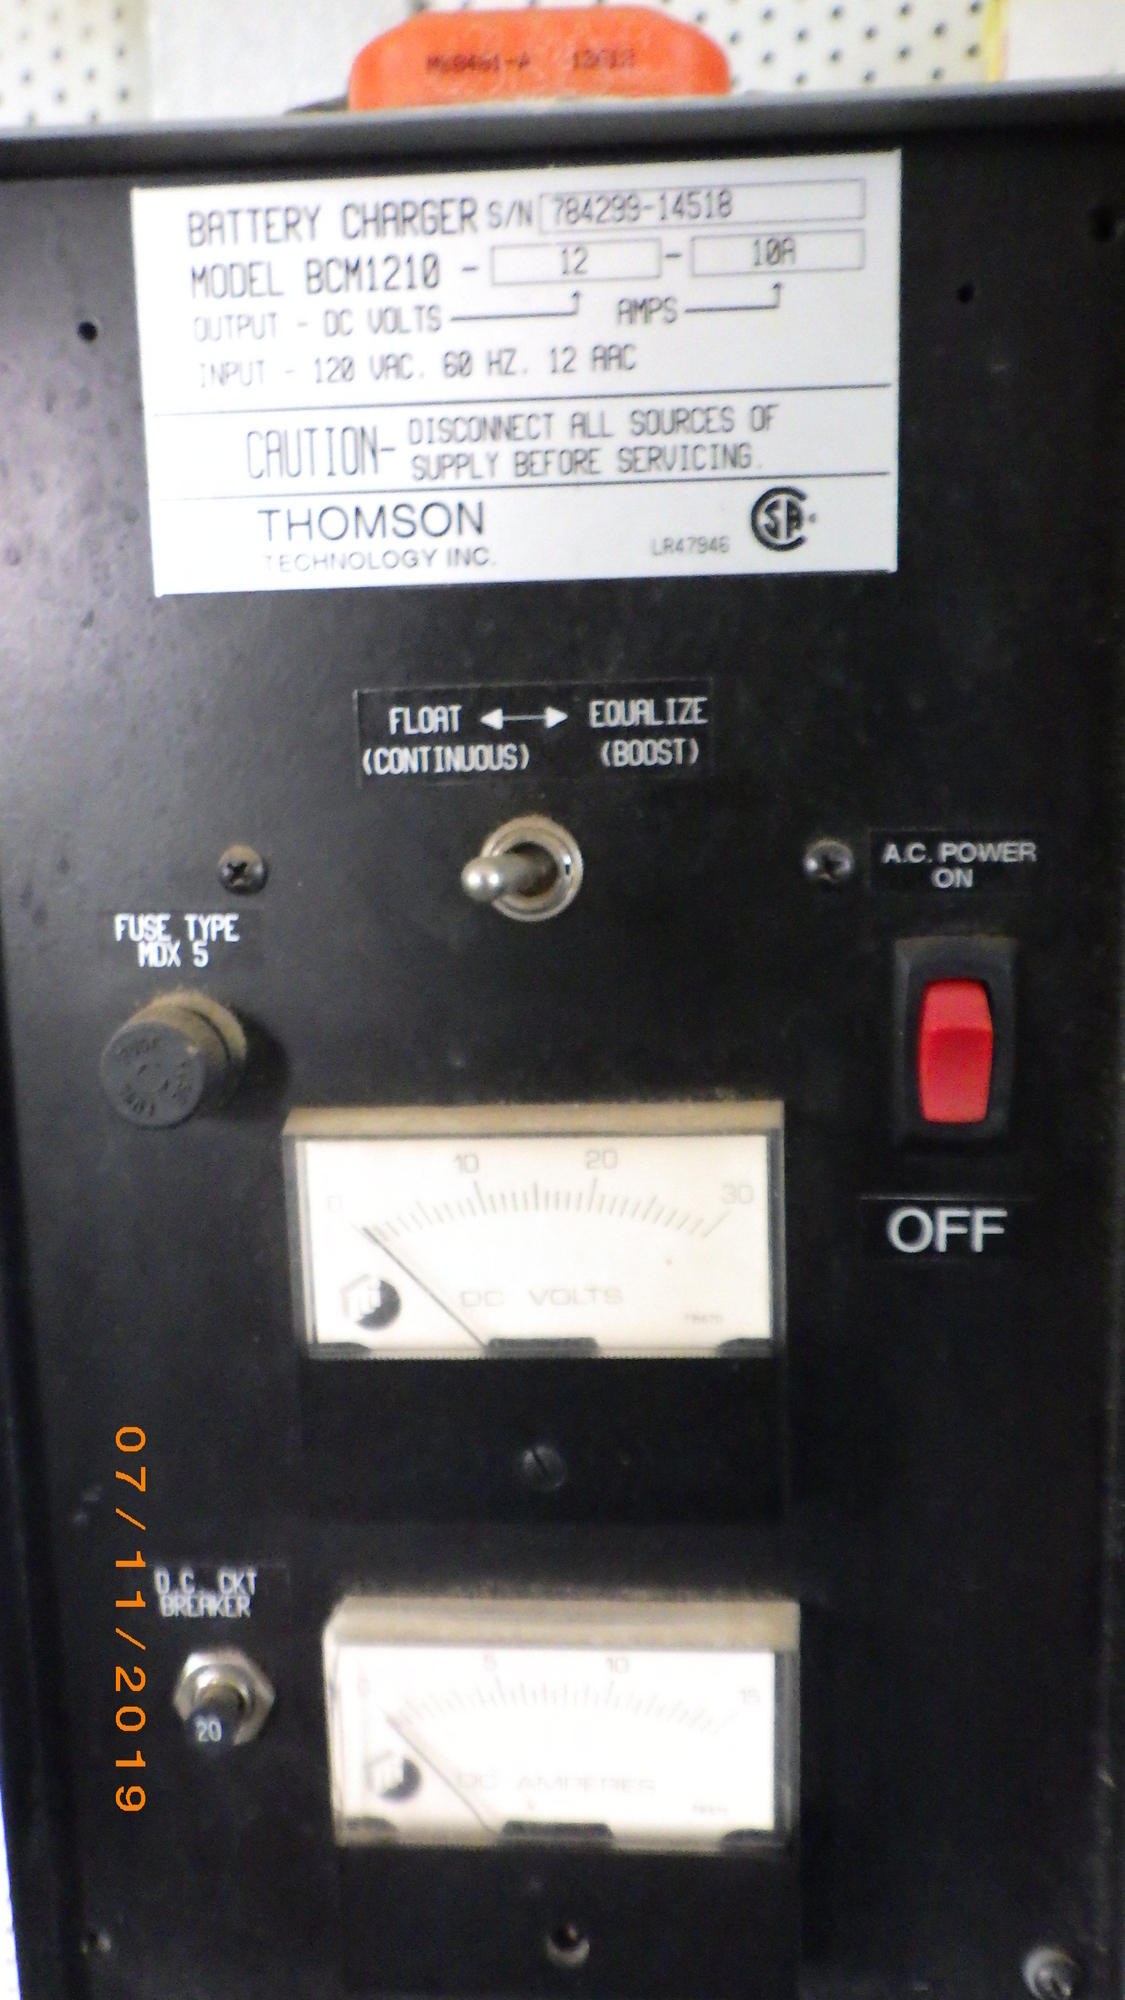 12612
BATTERY CHARGER S/N 784299-14518
MODEL BCM1210 - 12 - 10A
OUTPUT - DC VOLTS AMPS
INPUT - 120 VAC. 60 HZ. 12 AAC
CAUTION- DISCONNECT ALL SOURCES OF
SUPPLY BEFORE SERVICING.
THOMSON
TECHNOLOGY INC.
LR47946
FLOAT EQUALIZE
(CONTINUOUS) (BOOST)
A.C. POWER
ON
FUSE TYPE
MDX 5
OFF
0 10 20 30
DC VOLTS
D.C. CKT
BREAKER
20
0 5 10 15
DC AMPERES
07/11/2019